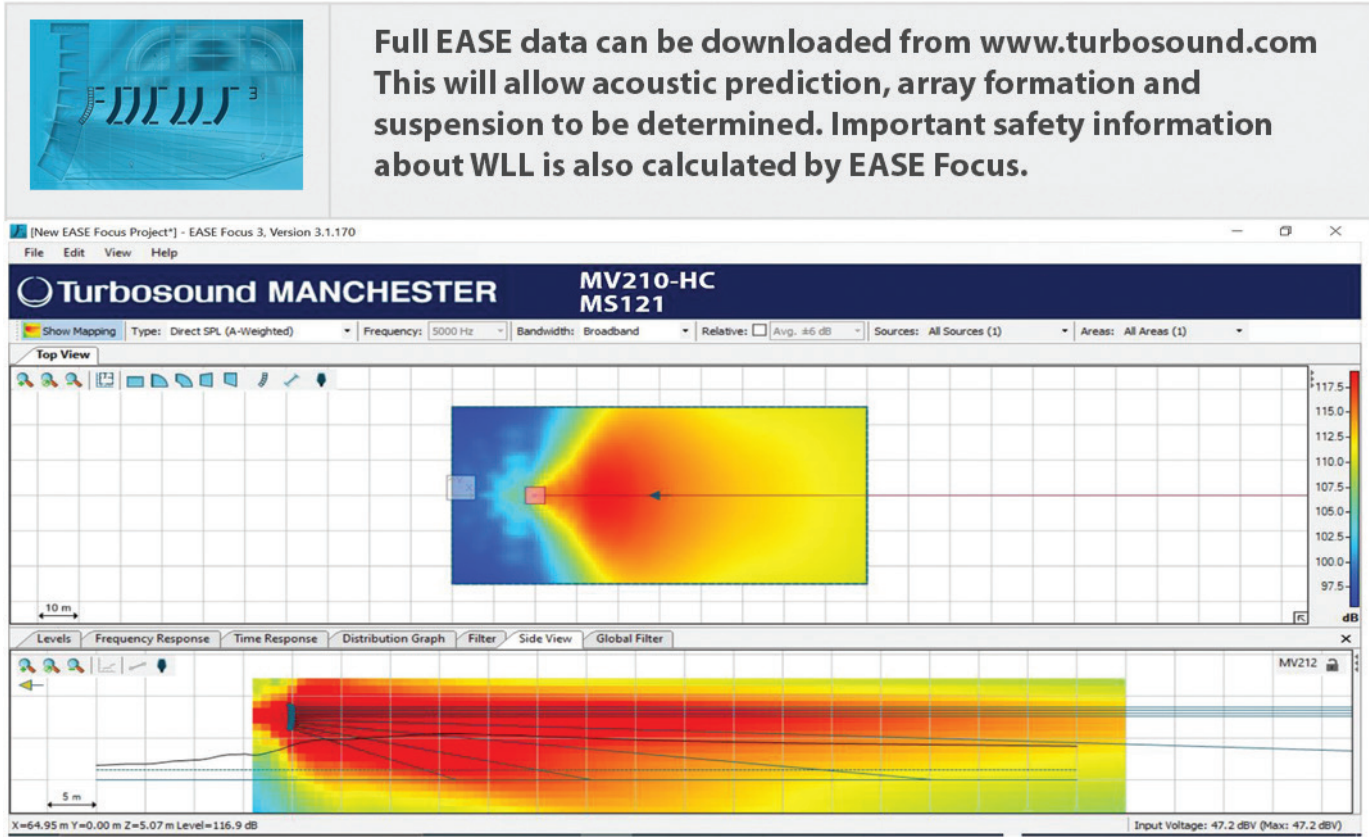 Full EASE data can be downloaded from www.turbosound.com
This will allow acoustic prediction, array formation and
suspension to be determined. Important safety information
about WLL is also calculated by EASE Focus.
[New EASE Focus Project*] - EASE Focus 3, Version 3.1.170
File Edit View Help
Turbosound MANCHESTER
MV210-HC
MS121
Show Mapping Type: Direct SPL (A-Weighted) Frequency: 5000 Hz Bandwidth: Broadband Relative: Avg. ±6 dB Sources: All Sources (1) Areas: All Areas (1)
Top View
117.5
115.0
112.5
110.0
107.5
105.0
102.5
100.0
97.5
10 m
dB
Levels Frequency Response Time Response Distribution Graph Filter Side View Global Filter
MV212
5 m
X=64.95 m Y=0.00 m Z=5.07 m Level=116.9 dB
Input Voltage: 47.2 dBV (Max: 47.2 dBV)